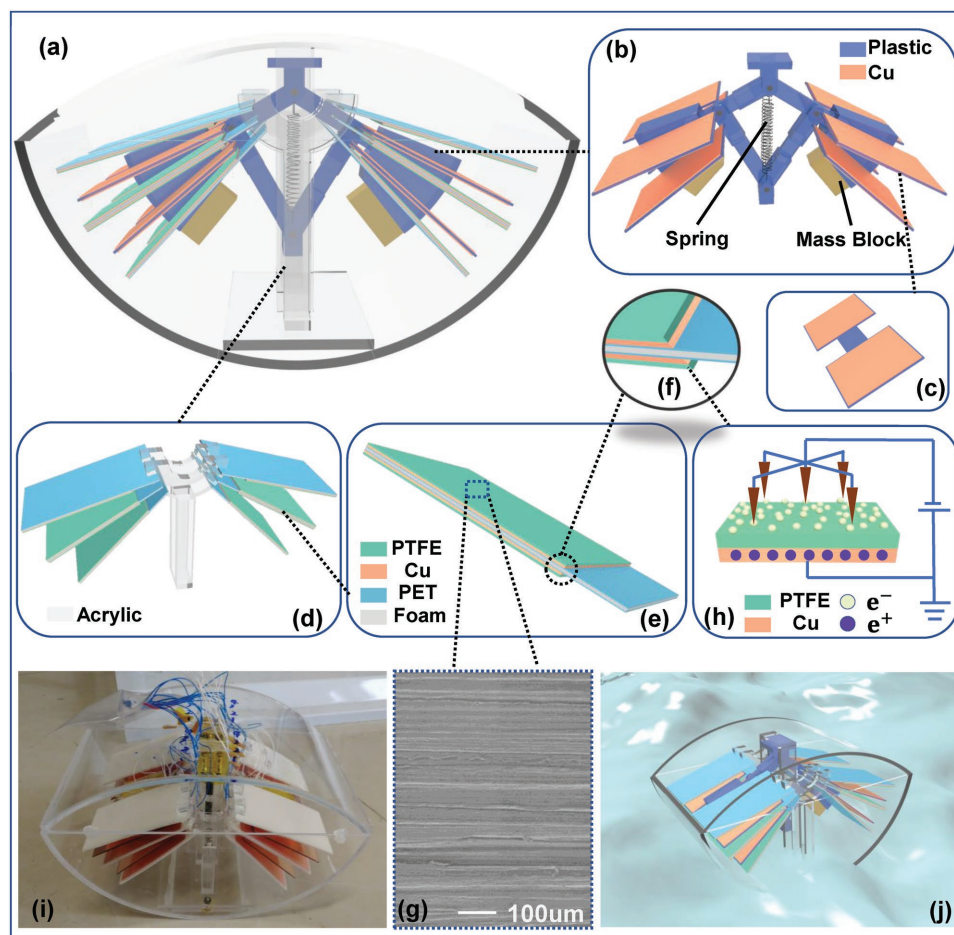 (a)
(b)
Plastic
Cu
Spring
Mass Block
(c)
(f)
Acrylic
(d)
PTFE
Cu
PET
Foam
(e)
PTFE e⁻
Cu e⁺
(h)
(i)
(g)
100um
(j)